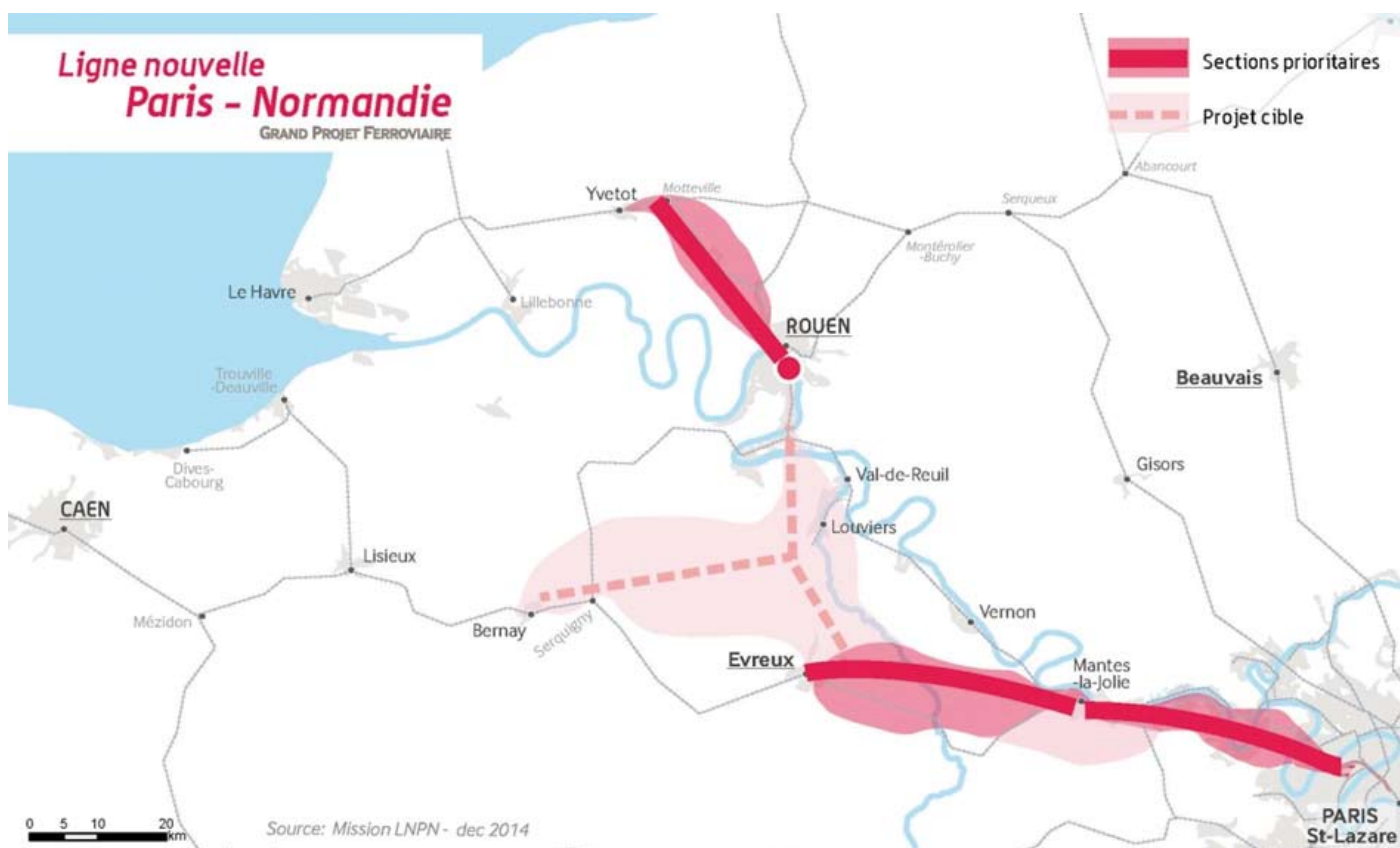 Ligne nouvelle
Paris - Normandie
GRAND PROJET FERROVIAIRE
Sections prioritaires
Projet cible
Abancourt
Yvetot
Motteville
Serqueux
Montérolier
-Buchy
Le Havre
Lillebonne
ROUEN
Trouville
-Deauville
Beauvais
Dives-
Cabourg
Val-de-Reuil
Gisors
CAEN
Louviers
Lisieux
Mézidon
Bernay
Serquigny
Vernon
Evreux
Mantes
-la-Jolie
PARIS
St-Lazare
0 5 10 20
km
Source: Mission LNPN - dec 2014